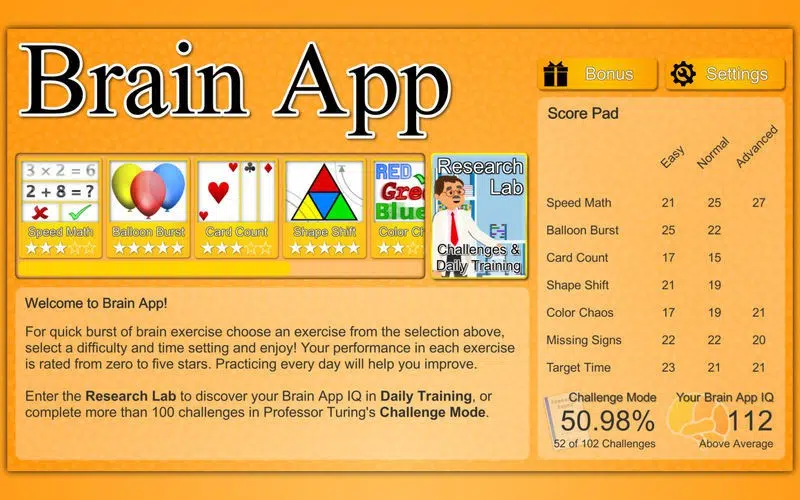 Brain App
Bonus
Settings
3 × 2 = 6
2 + 8 = ?
Speed Math
Balloon Burst
Card Count
Shape Shift
RED
Gre
Blue
Color Ch
Research
Lab
Challenges &
Daily Training
Welcome to Brain App!
For quick burst of brain exercise choose an exercise from the selection above,
select a difficulty and time setting and enjoy! Your performance in each exercise
is rated from zero to five stars. Practicing every day will help you improve.
Enter the Research Lab to discover your Brain App IQ in Daily Training, or
complete more than 100 challenges in Professor Turing's Challenge Mode.
Score Pad
Easy Normal Advanced
Speed Math 21 25 27
Balloon Burst 25 22
Card Count 17 15
Shape Shift 21 19
Color Chaos 17 19 21
Missing Signs 22 22 20
Target Time 23 21 21
Challenge Mode
50.98%
52 of 102 Challenges
Your Brain App IQ
112
Above Average